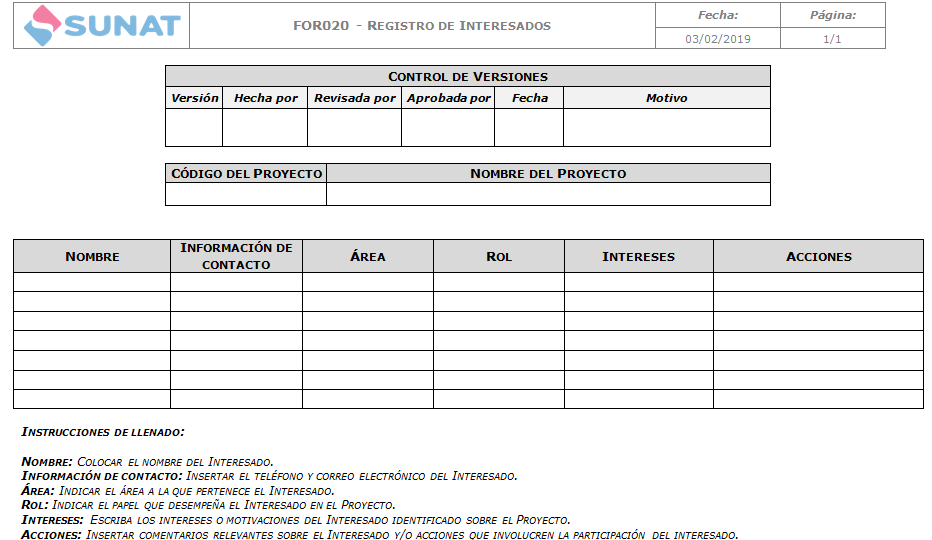 SUNAT
FOR020 - REGISTRO DE INTERESADOS
Fecha:
Página:
03/02/2019
1/1
CONTROL DE VERSIONES
Versión Hecha por Revisada por Aprobada por Fecha Motivo
CÓDIGO DEL PROYECTO NOMBRE DEL PROYECTO
NOMBRE
INFORMACIÓN DE
CONTACTO
ÁREA
ROL
INTERESES
ACCIONES
INSTRUCCIONES DE LLENADO:
NOMBRE: COLOCAR EL NOMBRE DEL INTERESADO.
INFORMACIÓN DE CONTACTO: INSERTAR EL TELÉFONO Y CORREO ELECTRÓNICO DEL INTERESADO.
ÁREA: INDICAR EL ÁREA A LA QUE PERTENECE EL INTERESADO.
ROL: INDICAR EL PAPEL QUE DESEMPEÑA EL INTERESADO EN EL PROYECTO.
INTERESES: ESCRIBA LOS INTERESES O MOTIVACIONES DEL INTERESADO IDENTIFICADO SOBRE EL PROYECTO.
ACCIONES: INSERTAR COMENTARIOS RELEVANTES SOBRE EL INTERESADO Y/O ACCIONES QUE INVOLUCREN LA PARTICIPACIÓN DEL INTERESADO.